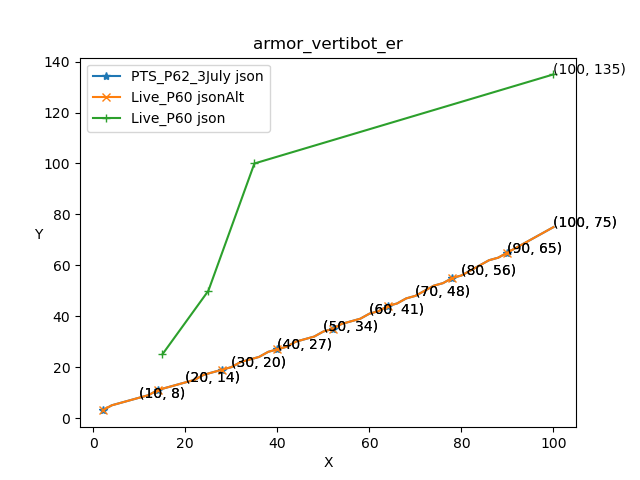 armor_vertibot_er
PTS_P62_3July json
Live_P60 jsonAlt
Live_P60 json
(100, 135)
(100, 75)
(90, 65)
(80, 56)
(70, 48)
(60, 41)
(50, 34)
(40, 27)
(30, 20)
(20, 14)
(10, 8)
140
120
100
80
60
40
20
0
Y
0 20 40 60 80 100
X